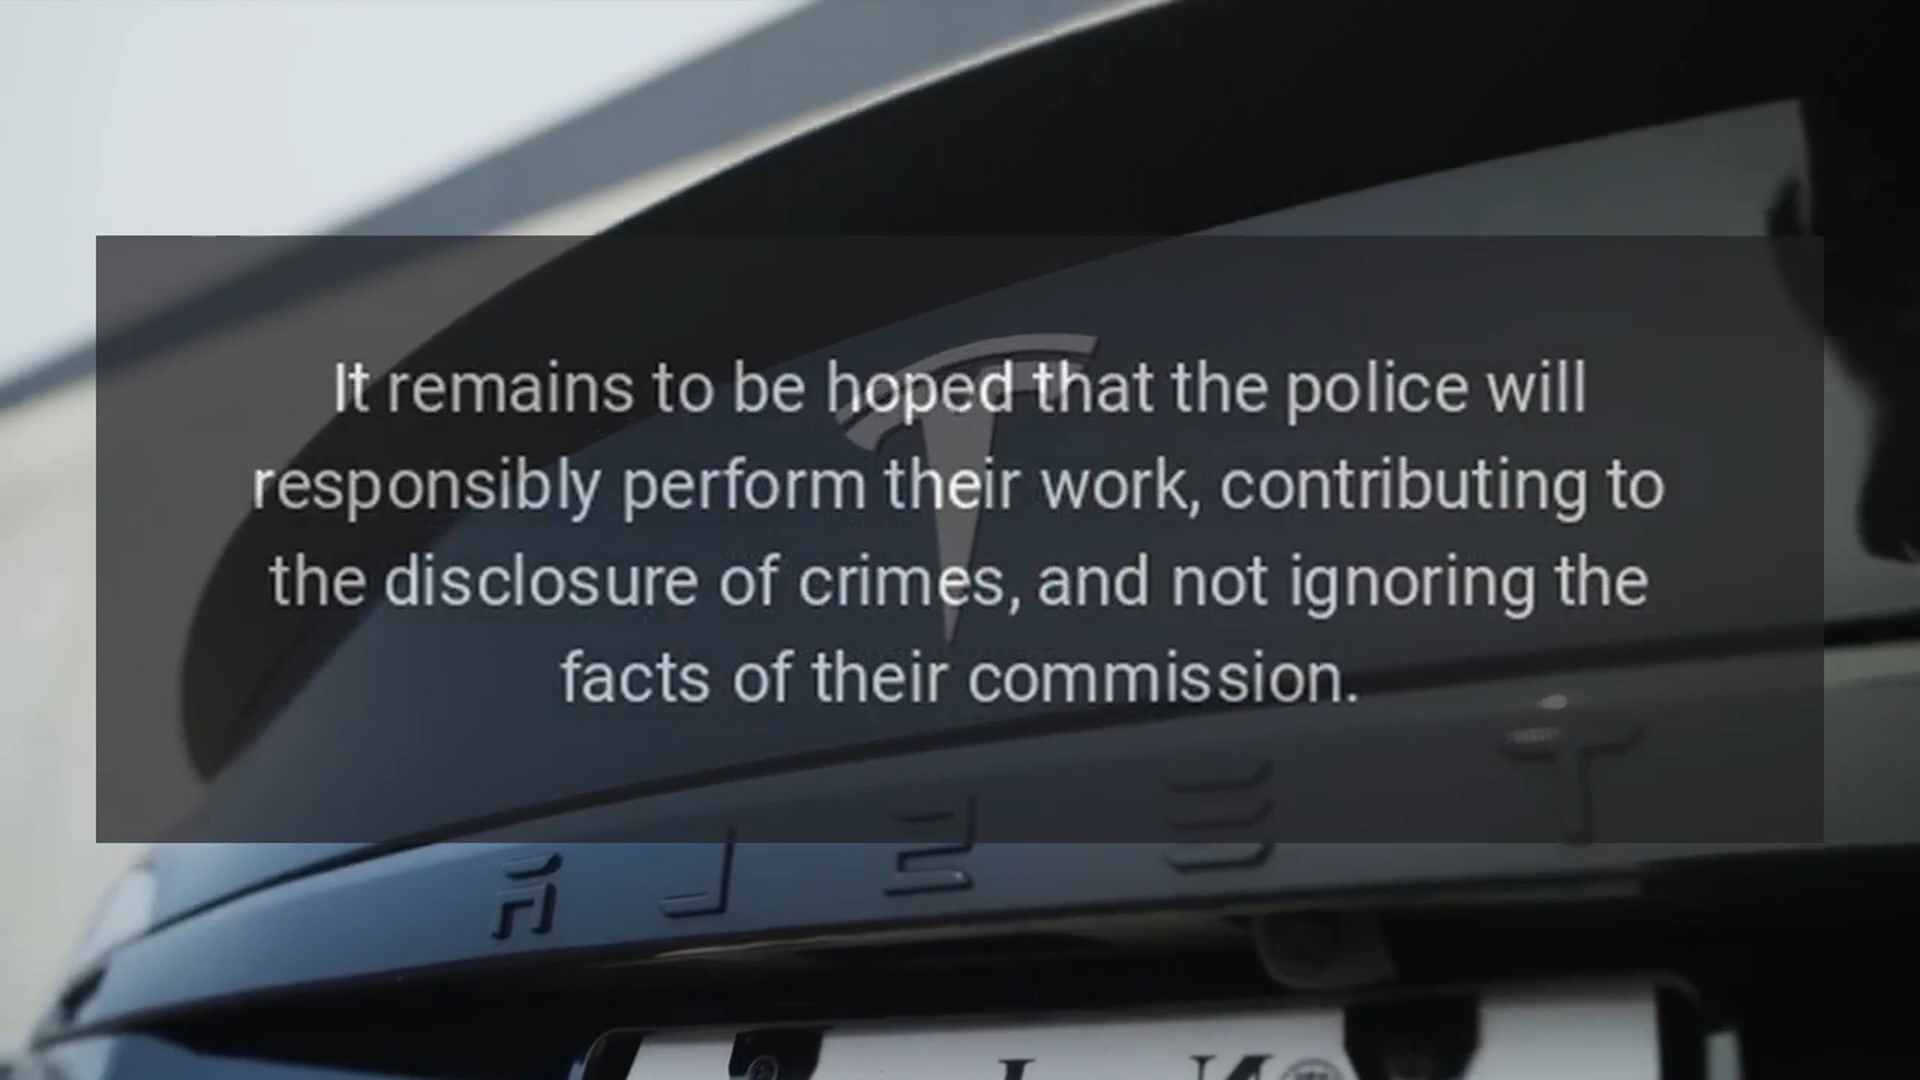 It remains to be hoped that the police will
responsibly perform their work, contributing to
the disclosure of crimes, and not ignoring the
facts of their commission.
T E S L A